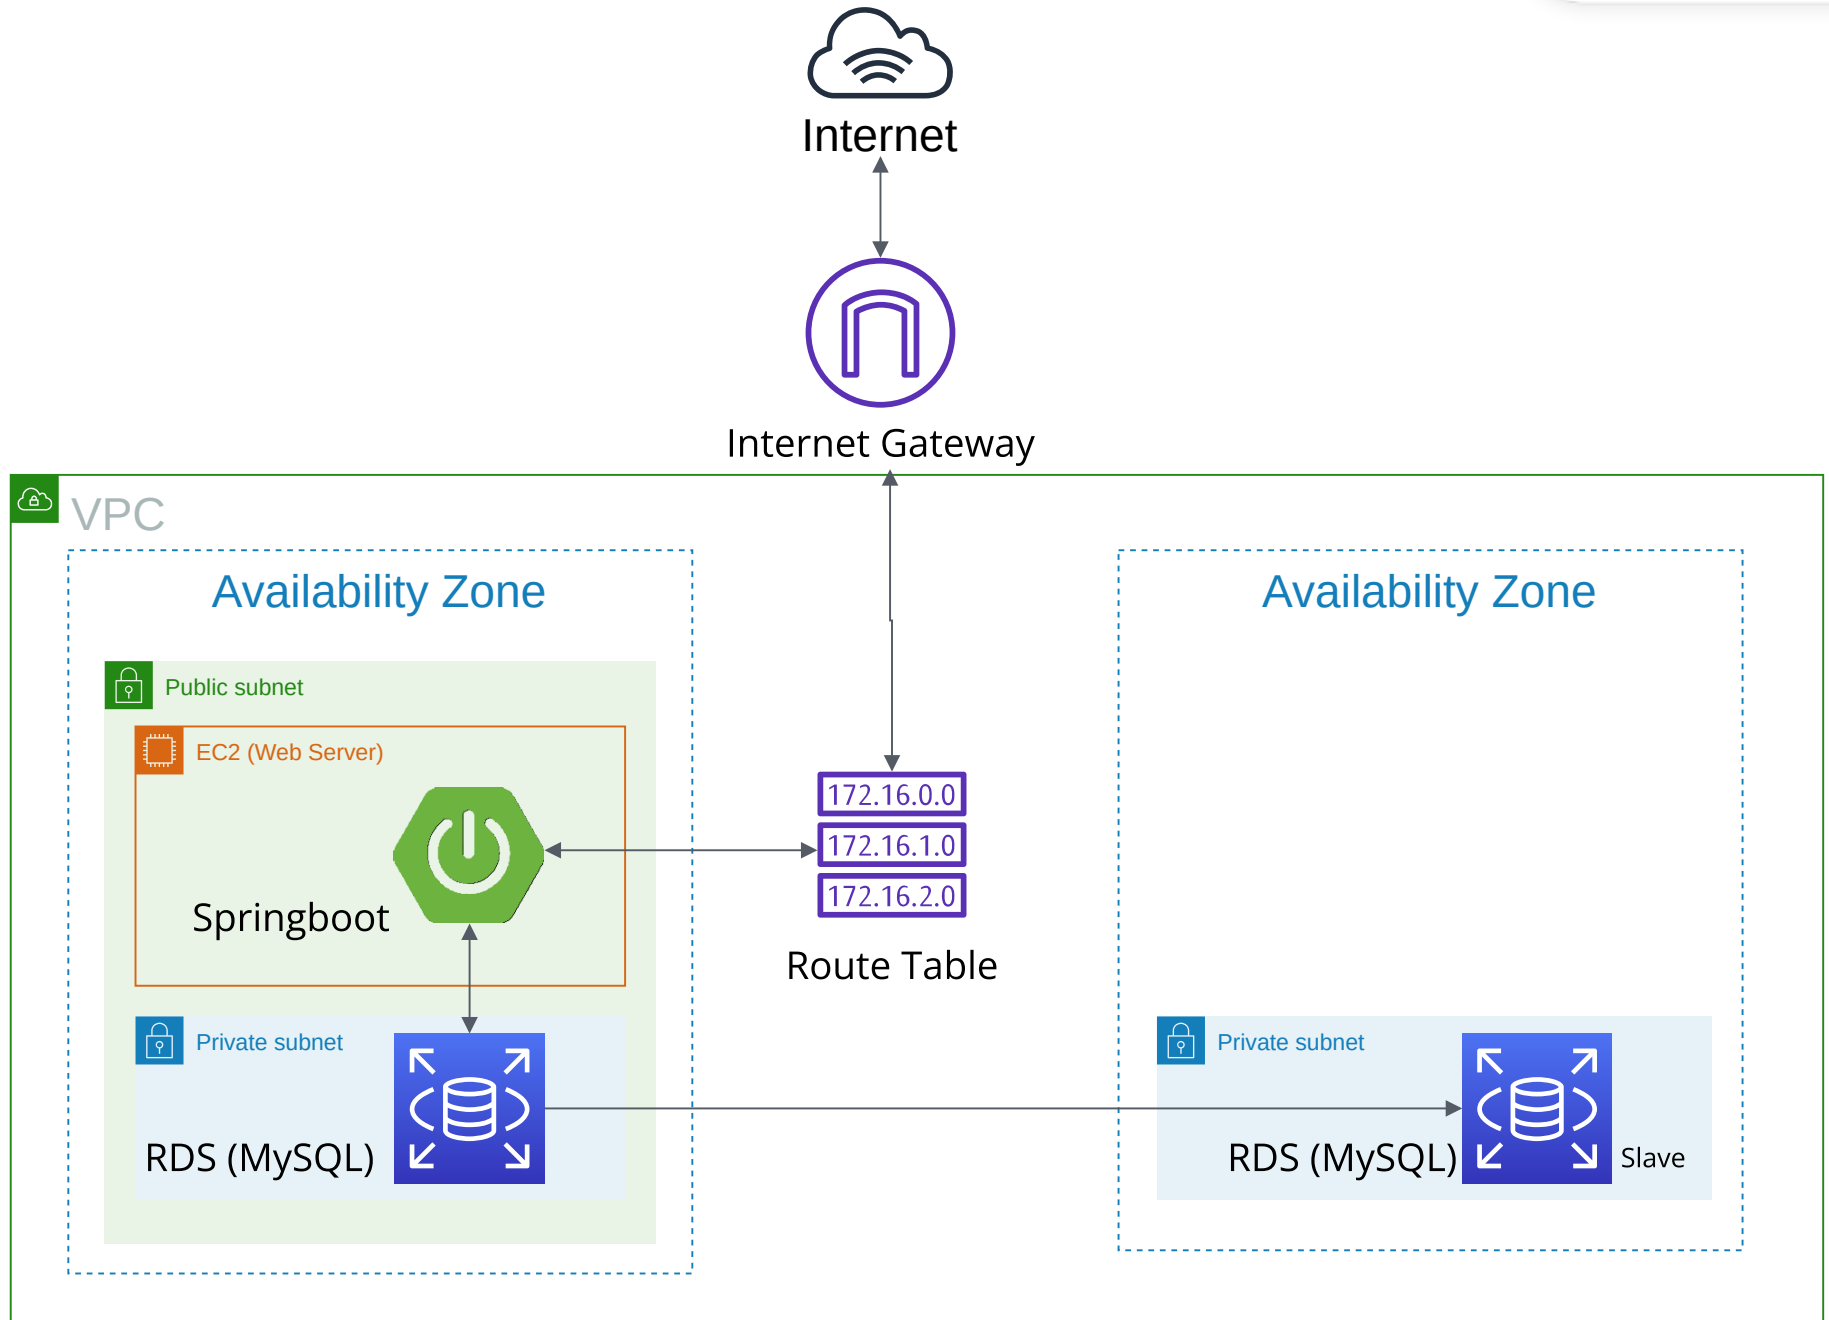 Internet
Internet Gateway
VPC
Availability Zone
Availability Zone
Public subnet
EC2 (Web Server)
Springboot
172.16.0.0
172.16.1.0
172.16.2.0
Route Table
Private subnet
RDS (MySQL)
Private subnet
RDS (MySQL)
Slave